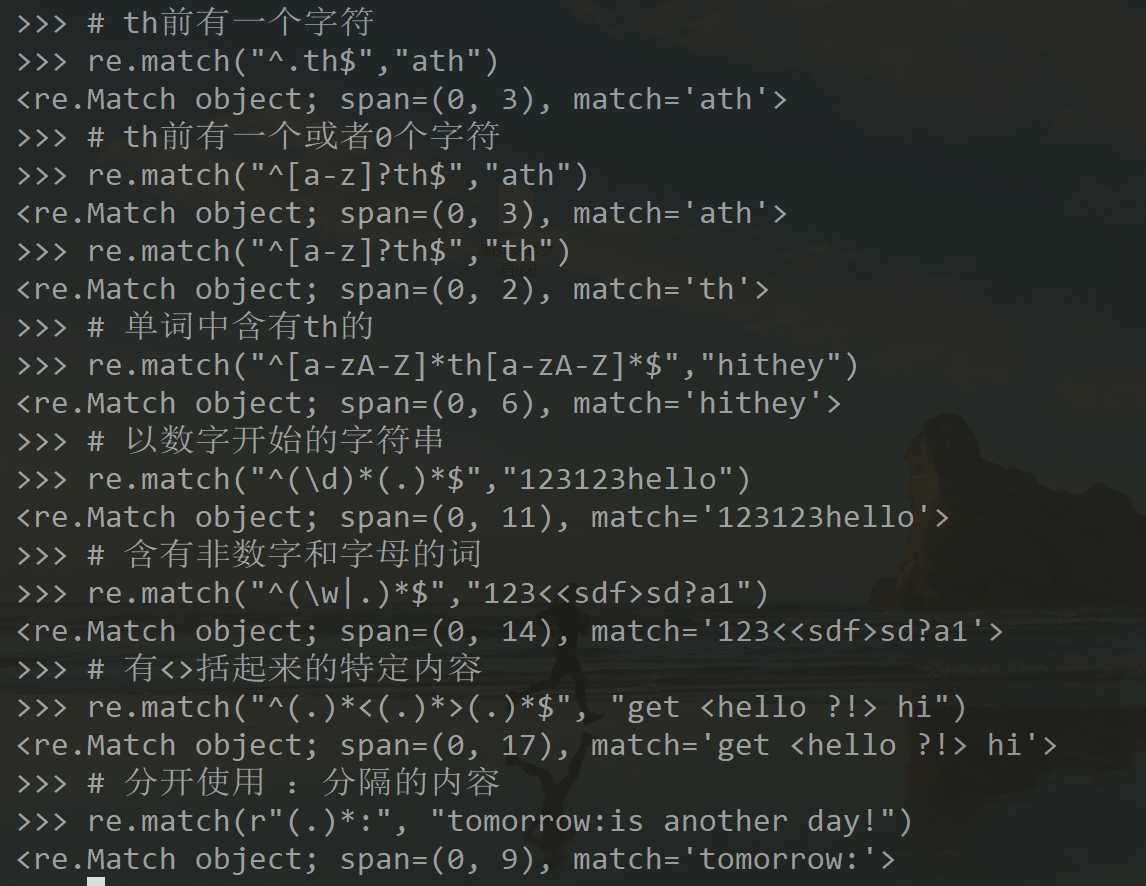 >>> # th前有一个字符
>>> re.match("^.th$","ath")
<re.Match object; span=(0, 3), match='ath'>
>>> # th前有一个或者0个字符
>>> re.match("^[a-z]?th$","ath")
<re.Match object; span=(0, 3), match='ath'>
>>> re.match("^[a-z]?th$","th")
<re.Match object; span=(0, 2), match='th'>
>>> # 单词中含有th的
>>> re.match("^[a-zA-Z]*th[a-zA-Z]*$","hithey")
<re.Match object; span=(0, 6), match='hithey'>
>>> # 以数字开始的字符串
>>> re.match("^(\d)*(.)*$","123123hello")
<re.Match object; span=(0, 11), match='123123hello'>
>>> # 含有非数字和字母的词
>>> re.match("^(\w|.)*$","123<<sdf>sd?a1")
<re.Match object; span=(0, 14), match='123<<sdf>sd?a1'>
>>> # 有<>括起来的特定内容
>>> re.match("^(.)*<(.)*>(.)*$", "get <hello ?!> hi")
<re.Match object; span=(0, 17), match='get <hello ?!> hi'>
>>> # 分开使用 : 分隔的内容
>>> re.match(r"(.)*:", "tomorrow:is another day!")
<re.Match object; span=(0, 9), match='tomorrow:'>